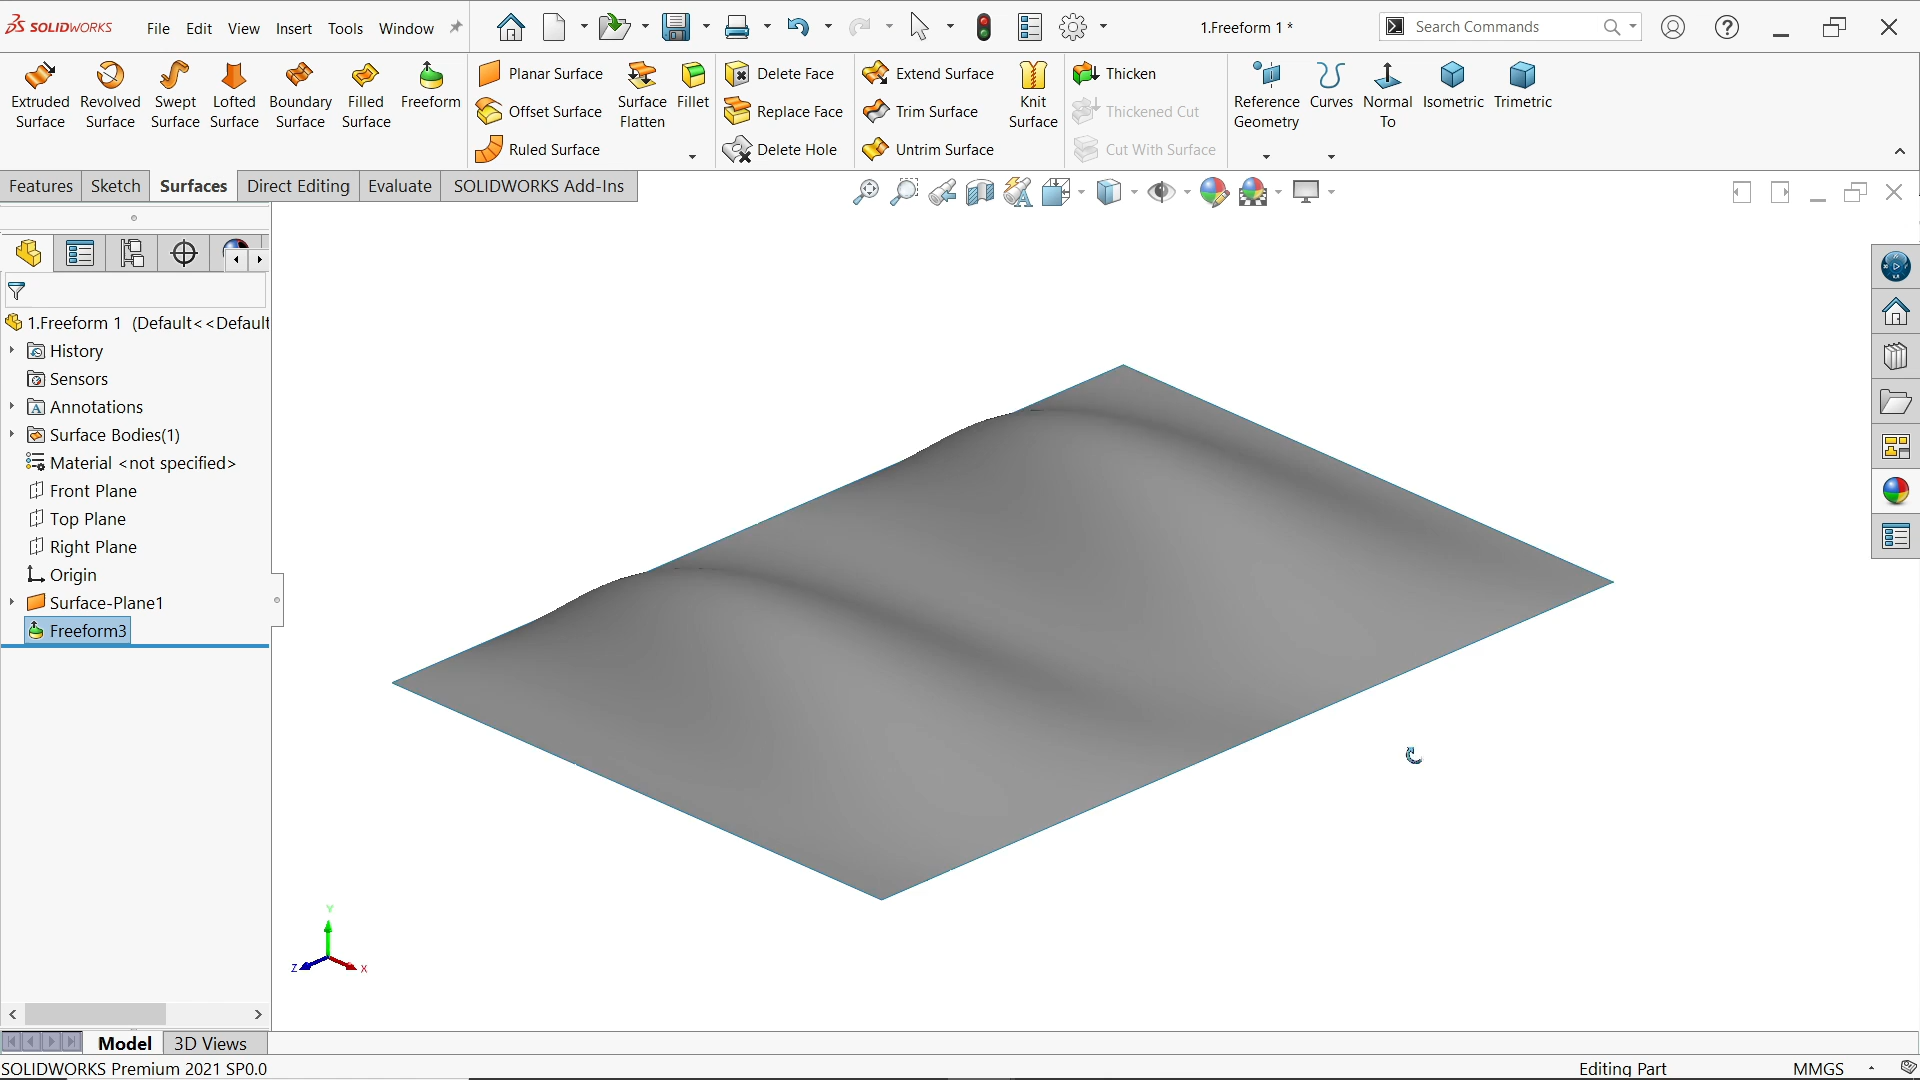 SOLIDWORKS File Edit View Insert Tools Window 1.Freeform 1 * Search Commands
Extruded Surface
Revolved Surface
Swept Surface
Lofted Surface
Boundary Surface
Filled Surface
Freeform
Planar Surface
Offset Surface
Ruled Surface
Surface Flatten
Fillet
Delete Face
Replace Face
Delete Hole
Extend Surface
Trim Surface
Untrim Surface
Knit Surface
Thicken
Thickened Cut
Cut With Surface
Reference Geometry
Curves
Normal To
Isometric
Trimetric
Features Sketch Surfaces Direct Editing Evaluate SOLIDWORKS Add-Ins
1.Freeform 1 (Default<<Default
History
Sensors
Annotations
Surface Bodies(1)
Material <not specified>
Front Plane
Top Plane
Right Plane
Origin
Surface-Plane1
Freeform3
Y
Z
X
Model 3D Views
SOLIDWORKS Premium 2021 SP0.0 Editing Part MMGS